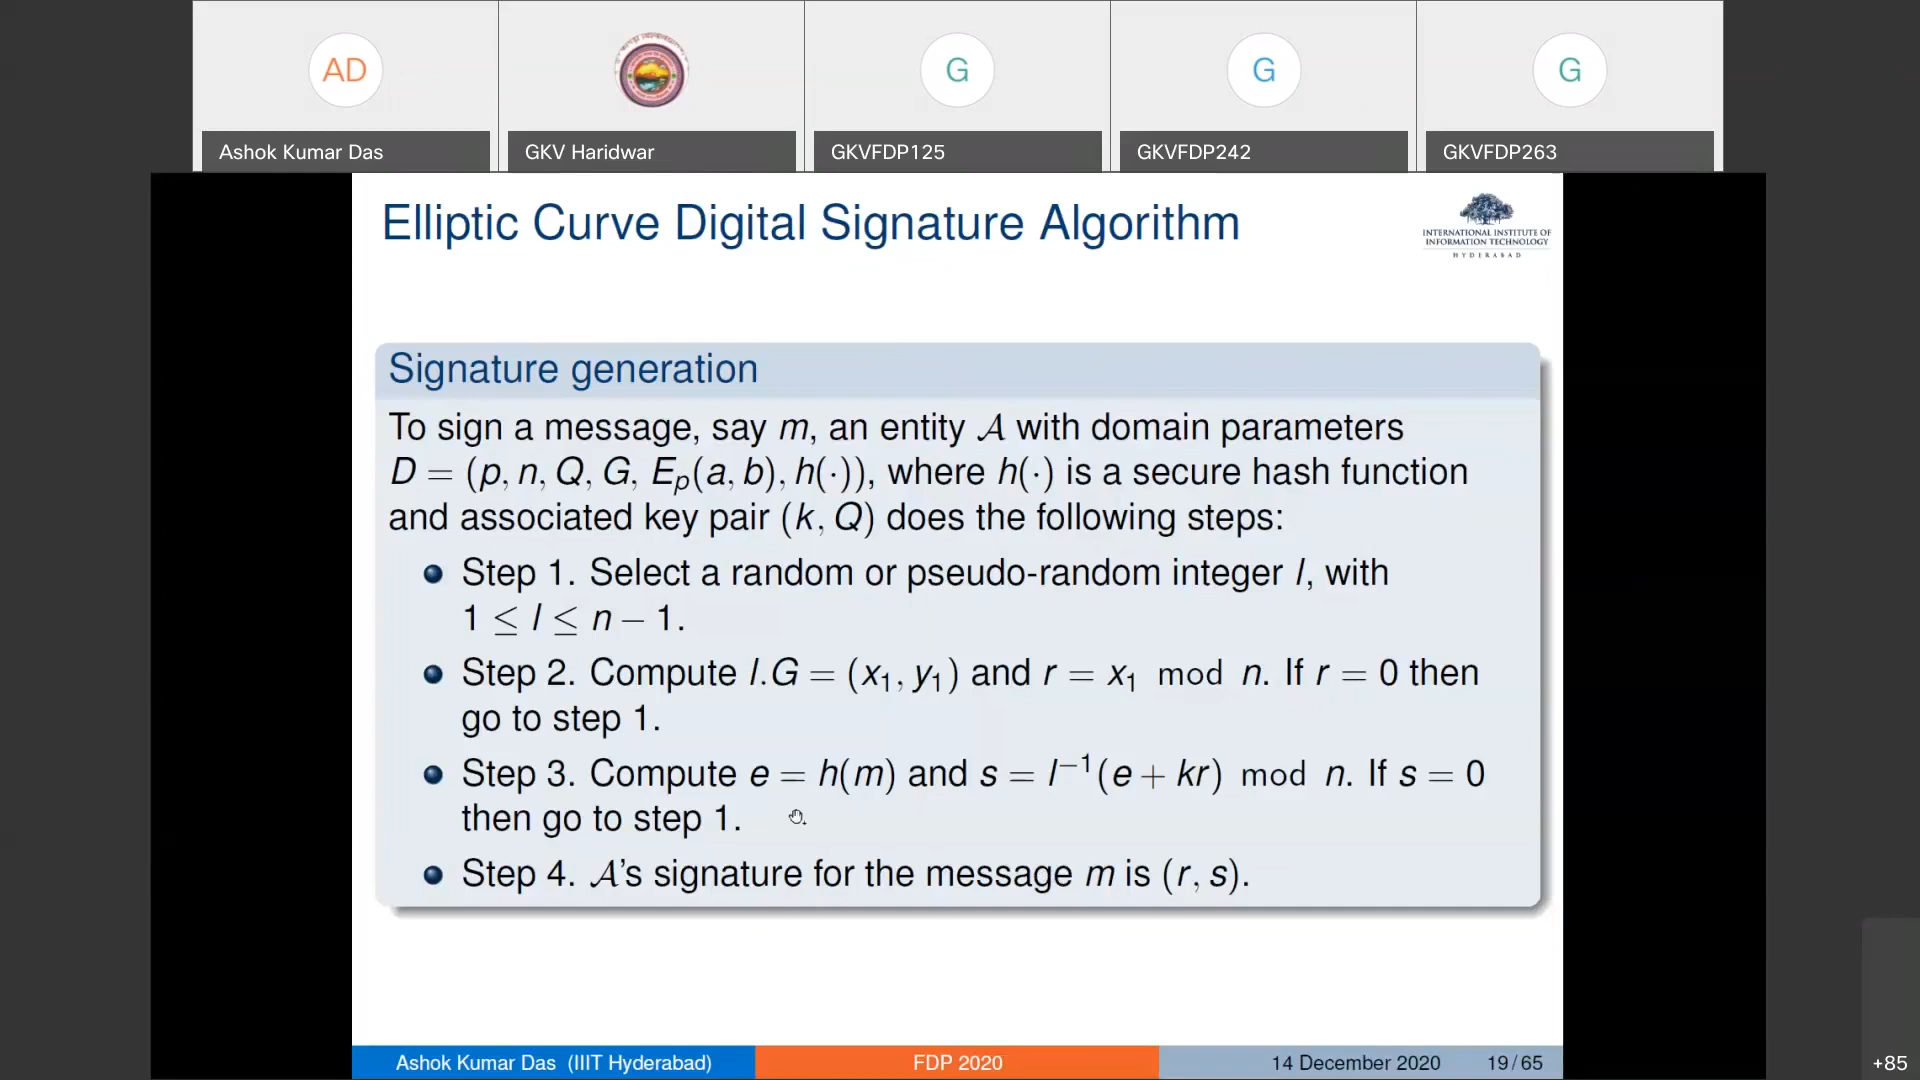 AD
G
G
G
Ashok Kumar Das
GKV Haridwar
GKVFDP125
GKVFDP242
GKVFDP263
Elliptic Curve Digital Signature Algorithm
INTERNATIONAL INSTITUTE OF
INFORMATION TECHNOLOGY
HYDERABAD
Signature generation
To sign a message, say m, an entity 𝒜 with domain parameters
D = (p, n, Q, G, Eₚ(a, b), h(·)), where h(·) is a secure hash function
and associated key pair (k, Q) does the following steps:
Step 1. Select a random or pseudo-random integer l, with
1 ≤ l ≤ n − 1.
Step 2. Compute l.G = (x₁, y₁) and r = x₁ mod n. If r = 0 then
go to step 1.
Step 3. Compute e = h(m) and s = l⁻¹(e + kr) mod n. If s = 0
then go to step 1.
Step 4. 𝒜's signature for the message m is (r, s).
Ashok Kumar Das (IIIT Hyderabad)
FDP 2020
14 December 2020
19 / 65
+85